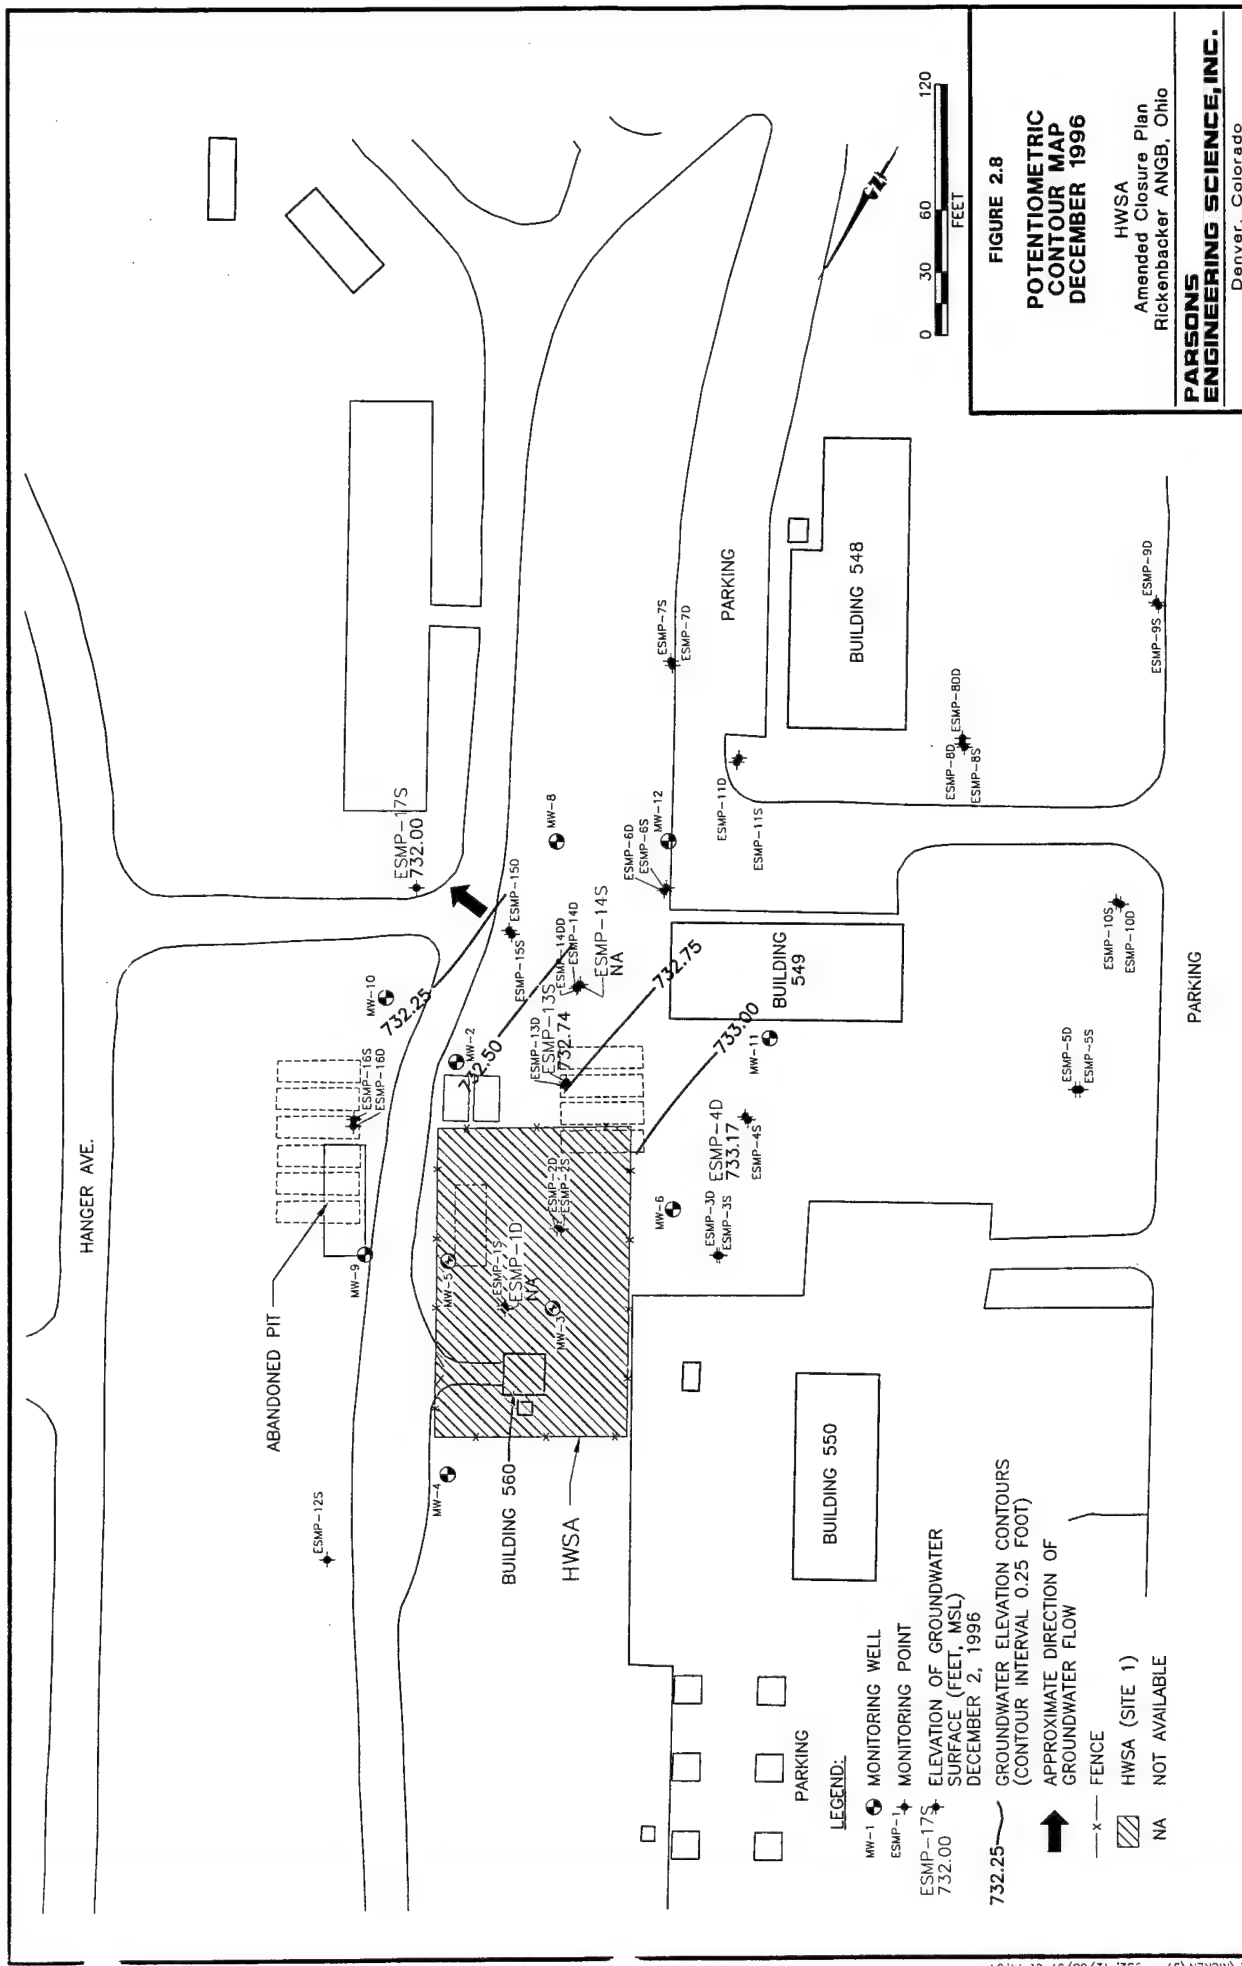 HANGER AVE.
ABANDONED PIT
ESMP-12S
MW-9
ESMP-16S
ESMP-16D
MW-10
732.25
ESMP-17S
732.00
MW-4
BUILDING 560
HWSA
MW-5
ESMP-1S
ESMP-1D
NA
MW-3
ESMP-2D
ESMP-2S
MW-2
732.50
ESMP-13D
ESMP-13S
732.74
ESMP-15S
ESMP-15D
ESMP-14DD
ESMP-14D
ESMP-14S
NA
MW-8
732.75
ESMP-6D
ESMP-6S
MW-12
ESMP-7S
ESMP-7D
PARKING
MW-6
ESMP-3D
ESMP-3S
ESMP-4D
733.17
ESMP-4S
733.00
MW-11
BUILDING
549
ESMP-11D
ESMP-11S
BUILDING 548
BUILDING 550
ESMP-8D
ESMP-8DD
ESMP-8S
ESMP-5D
ESMP-5S
ESMP-10S
ESMP-10D
ESMP-9S
ESMP-9D
PARKING
PARKING
LEGEND:
MW-1 MONITORING WELL
ESMP-1 MONITORING POINT
ESMP-17S
732.00
ELEVATION OF GROUNDWATER
SURFACE (FEET, MSL)
DECEMBER 2, 1996
732.25 GROUNDWATER ELEVATION CONTOURS
(CONTOUR INTERVAL 0.25 FOOT)
APPROXIMATE DIRECTION OF
GROUNDWATER FLOW
x FENCE
HWSA (SITE 1)
NA NOT AVAILABLE
N
0 30 60 120
FEET
FIGURE 2.8
POTENTIOMETRIC
CONTOUR MAP
DECEMBER 1996
HWSA
Amended Closure Plan
Rickenbacker ANGB, Ohio
PARSONS
ENGINEERING SCIENCE, INC.
Denver, Colorado